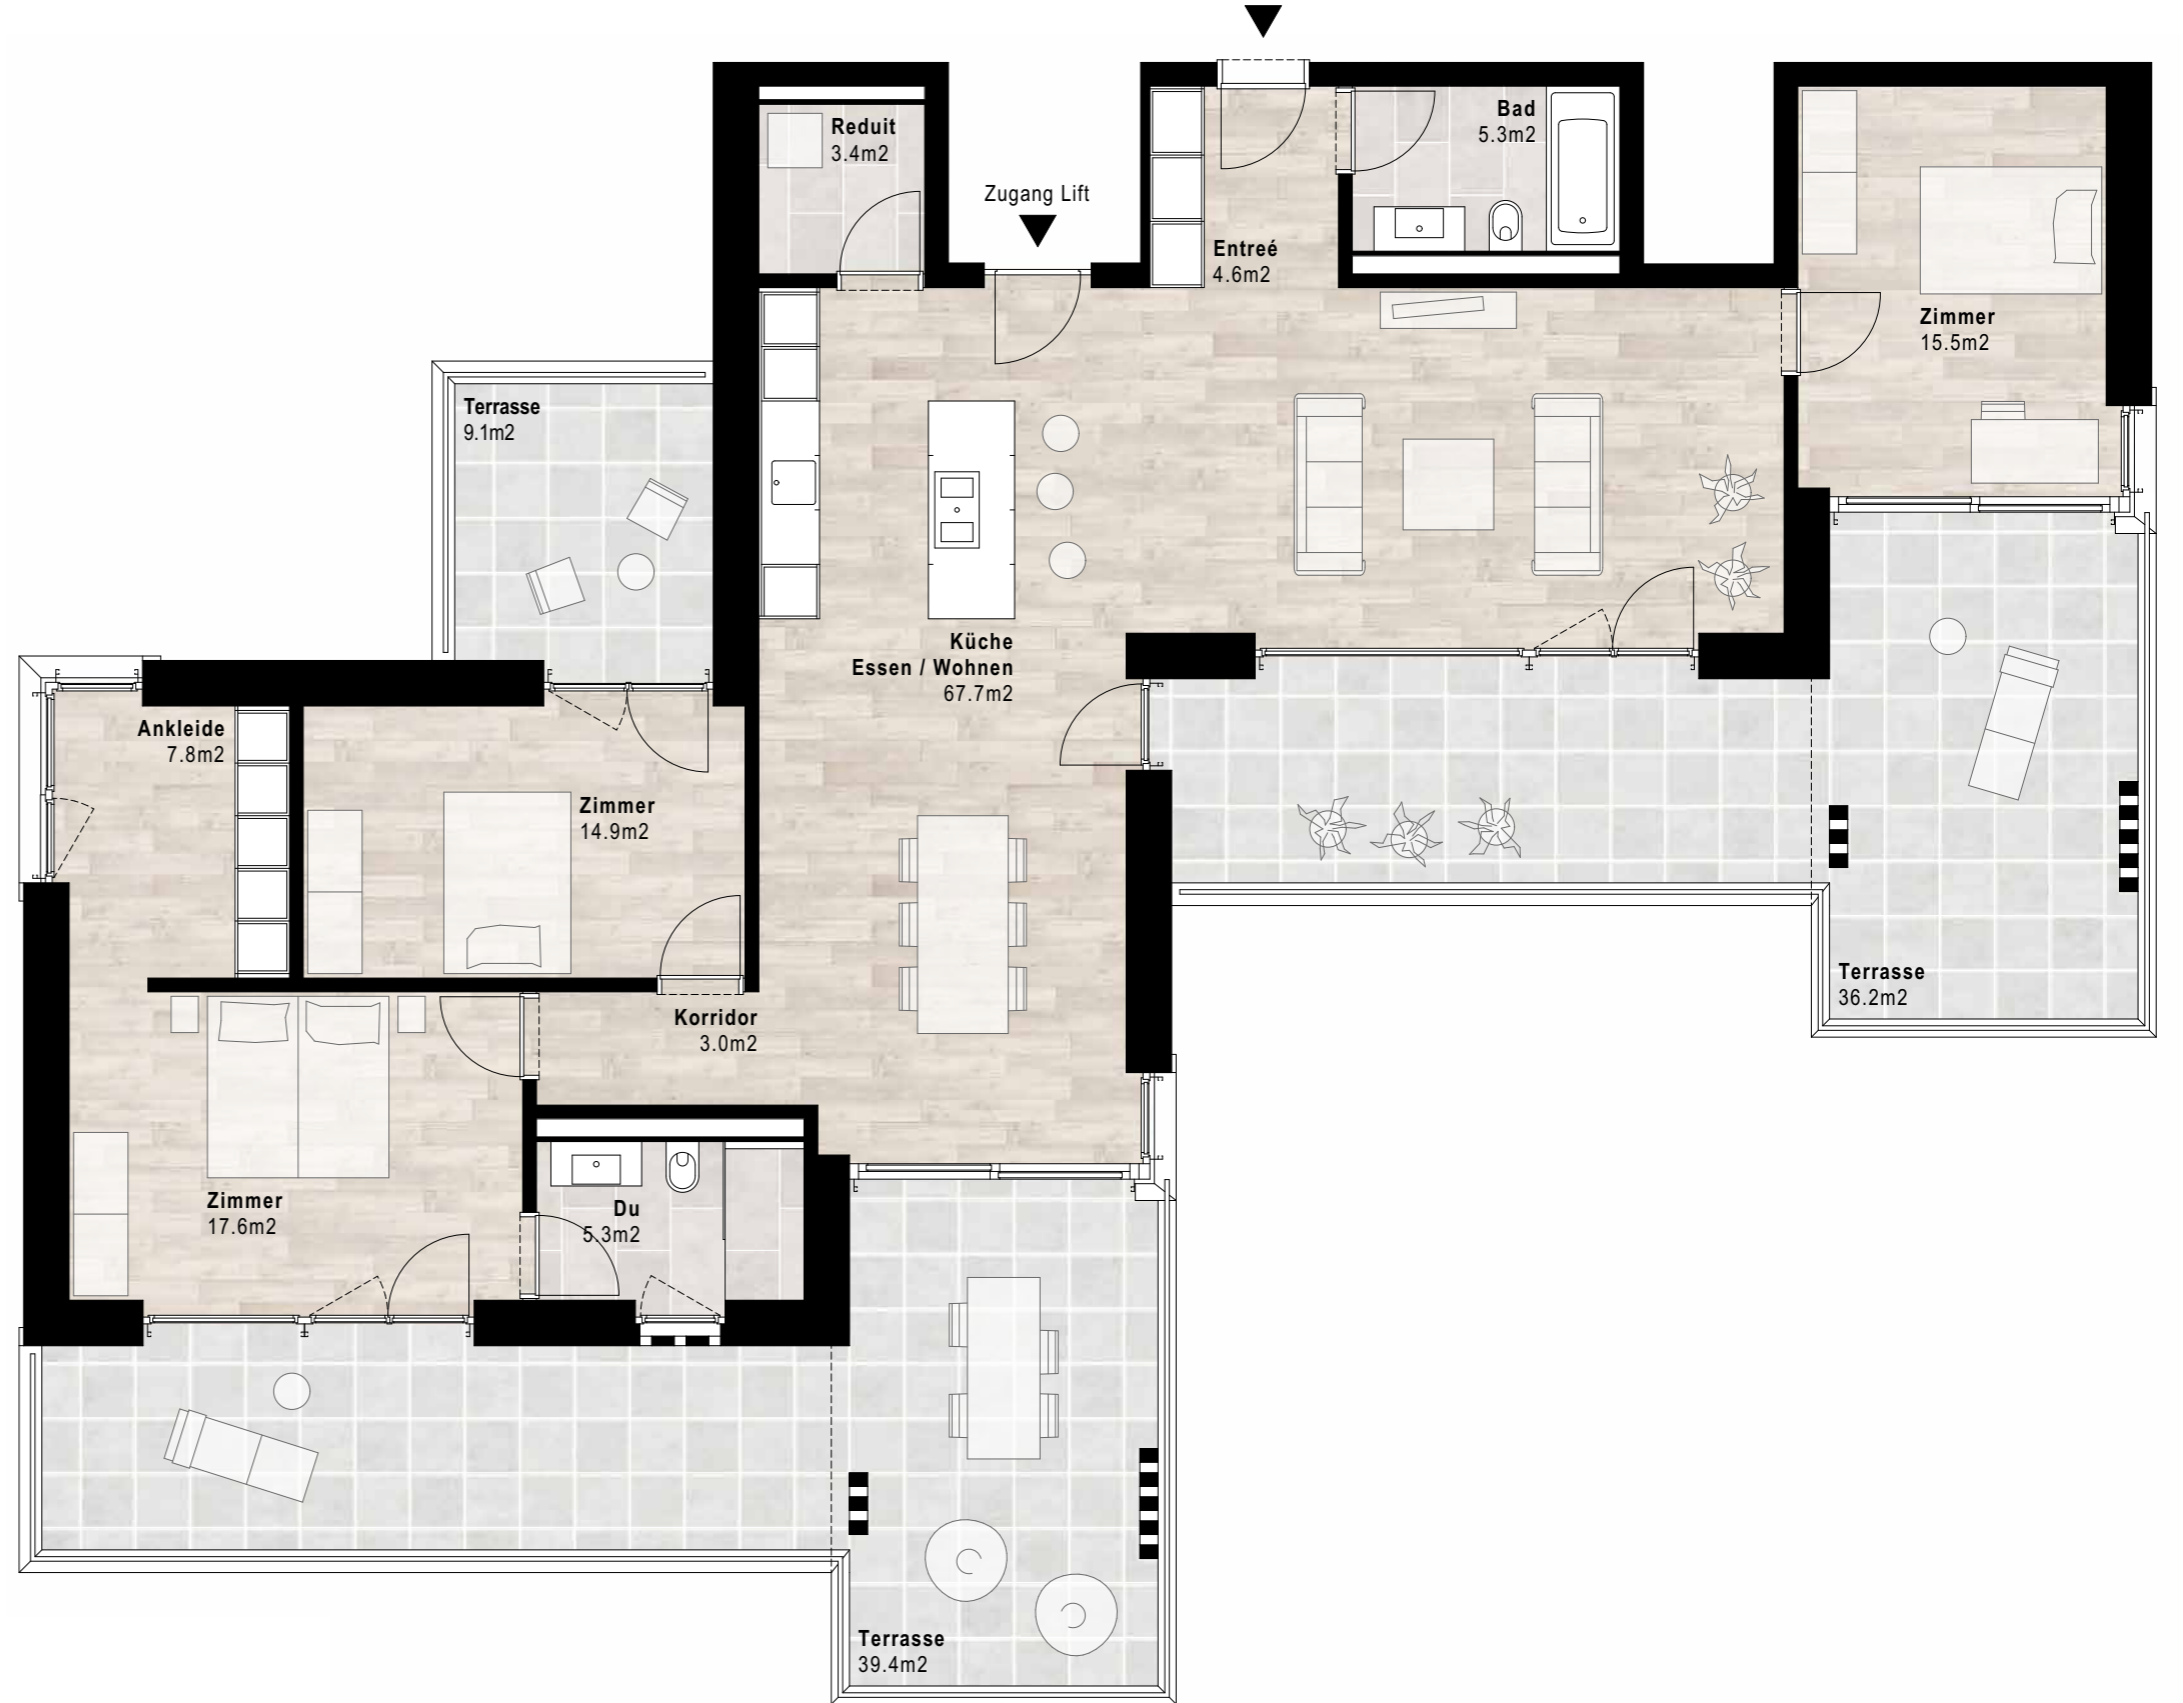 Reduit
3.4m2
Bad
5.3m2
Zugang Lift
Entreé
4.6m2
Zimmer
15.5m2
Terrasse
9.1m2
Küche
Essen / Wohnen
67.7m2
Ankleide
7.8m2
Zimmer
14.9m2
Terrasse
36.2m2
Korridor
3.0m2
Zimmer
17.6m2
Du
5.3m2
Terrasse
39.4m2